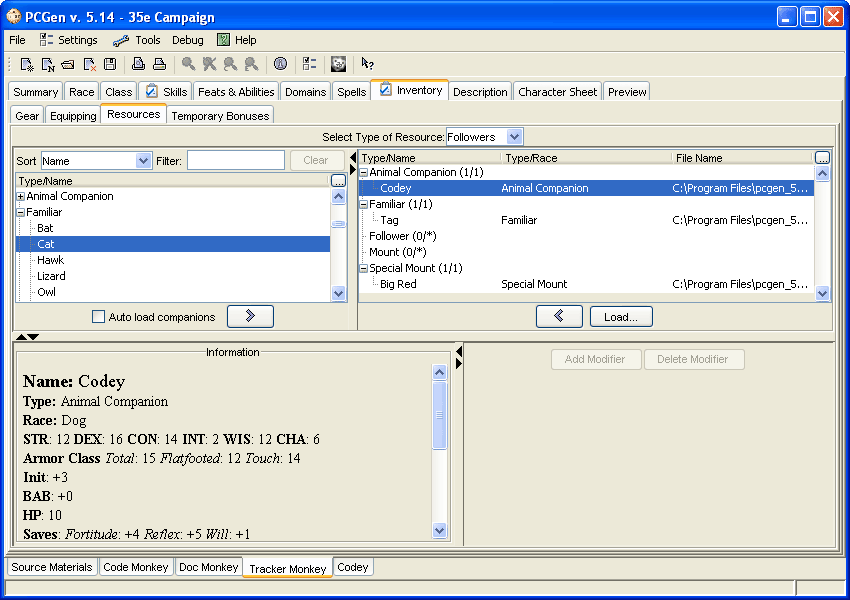 PCGen v. 5.14 - 35e Campaign
File Settings Tools Debug Help
Summary Race Class Skills Feats & Abilities Domains Spells Inventory Description Character Sheet Preview
Gear Equipping Resources Temporary Bonuses
Select Type of Resource: Followers
Sort Name Filter: Clear
Type/Name ...
Animal Companion
Familiar
Bat
Cat
Hawk
Lizard
Owl
Auto load companions
Type/Name Type/Race File Name ...
Animal Companion (1/1)
Codey Animal Companion C:\Program Files\pcgen_5...
Familiar (1/1)
Tag Familiar C:\Program Files\pcgen_5...
Follower (0/*)
Mount (0/*)
Special Mount (1/1)
Big Red Special Mount C:\Program Files\pcgen_5...
Load...
Information
Name: Codey
Type: Animal Companion
Race: Dog
STR: 12 DEX: 16 CON: 14 INT: 2 WIS: 12 CHA: 6
Armor Class Total: 15 Flatfooted: 12 Touch: 14
Init: +3
BAB: +0
HP: 10
Saves: Fortitude: +4 Reflex: +5 Will: +1
Add Modifier Delete Modifier
Source Materials Code Monkey Doc Monkey Tracker Monkey Codey